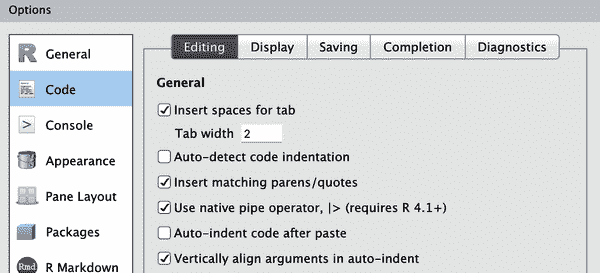 Options
R General
Code
> Console
Appearance
Pane Layout
Packages
Rmd R Markdown
Editing Display Saving Completion Diagnostics
General
Insert spaces for tab
Tab width 2
Auto-detect code indentation
Insert matching parens/quotes
Use native pipe operator, |> (requires R 4.1+)
Auto-indent code after paste
Vertically align arguments in auto-indent